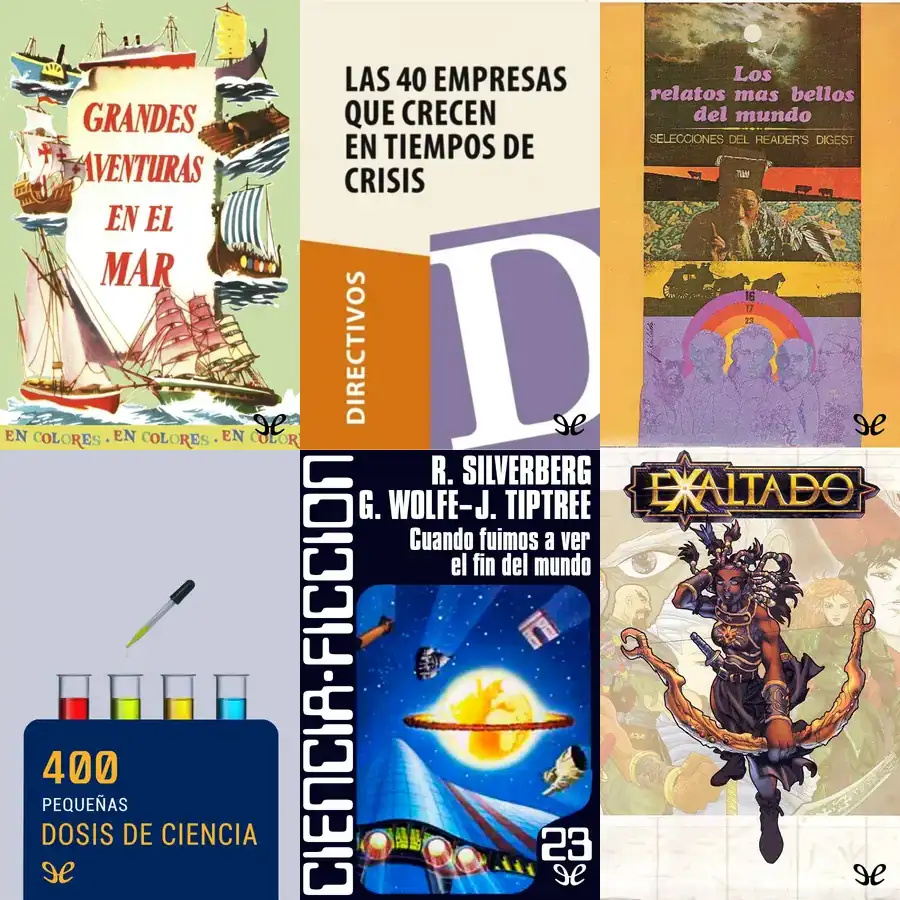 GRANDES
AVENTURAS
EN EL
MAR
EN COLORES . EN COLORES . EN COLOR
LAS 40 EMPRESAS
QUE CRECEN
EN TIEMPOS DE
CRISIS
DIRECTIVOS
D
Los
relatos mas bellos
del mundo
SELECCIONES DEL READER'S DIGEST
16
17
23
400
PEQUEÑAS
DOSIS DE CIENCIA
CIENCIA-FICCION
R. SILVERBERG
G. WOLFE-J. TIPTREE
Cuando fuimos a ver
el fin del mundo
23
EXALTADO